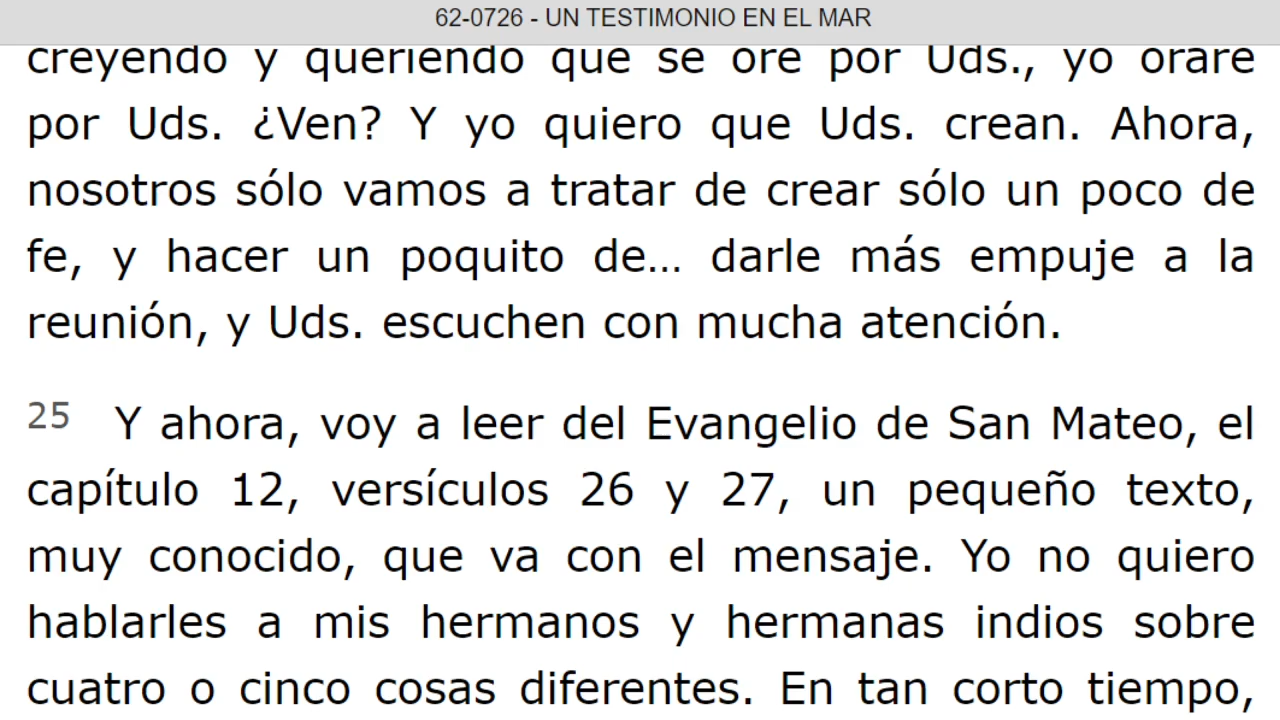 62-0726 - UN TESTIMONIO EN EL MAR
creyendo y queriendo que se ore por Uds., yo oraré
por Uds. ¿Ven? Y yo quiero que Uds. crean. Ahora,
nosotros sólo vamos a tratar de crear sólo un poco de
fe, y hacer un poquito de... darle más empuje a la
reunión, y Uds. escuchen con mucha atención.
25 Y ahora, voy a leer del Evangelio de San Mateo, el
capítulo 12, versículos 26 y 27, un pequeño texto,
muy conocido, que va con el mensaje. Yo no quiero
hablarles a mis hermanos y hermanas indios sobre
cuatro o cinco cosas diferentes. En tan corto tiempo,